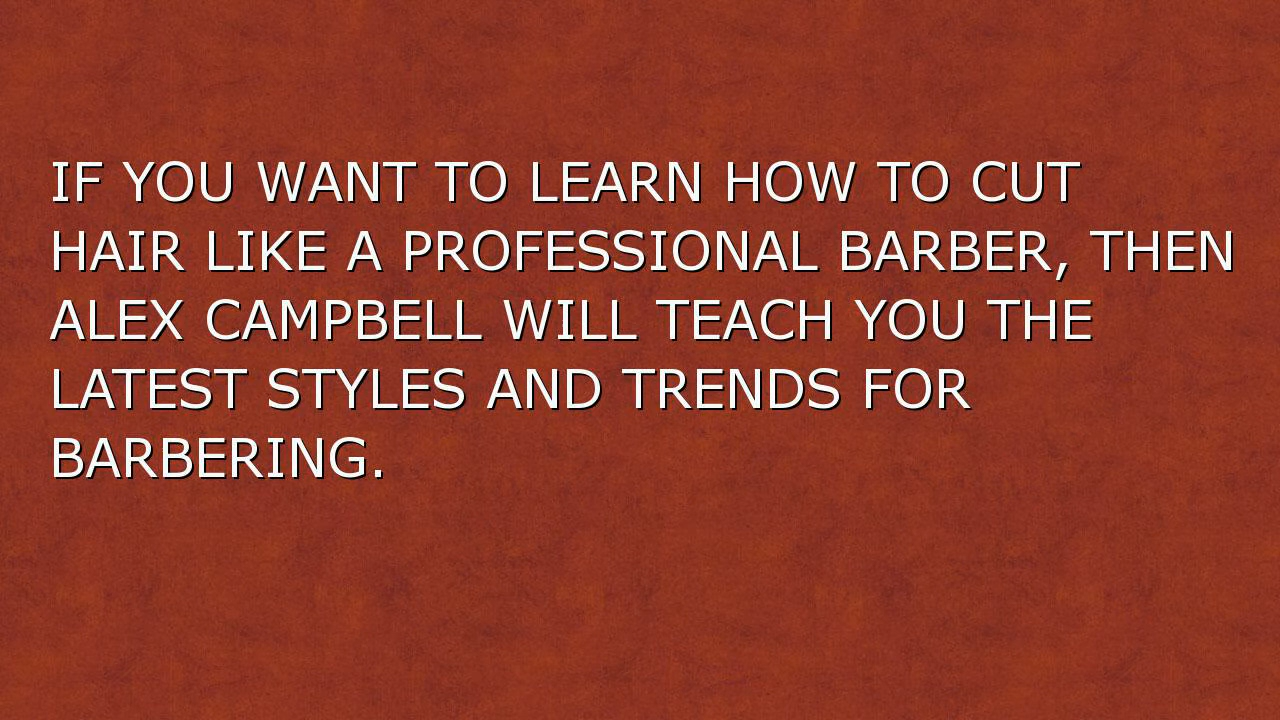 IF YOU WANT TO LEARN HOW TO CUT
HAIR LIKE A PROFESSIONAL BARBER, THEN
ALEX CAMPBELL WILL TEACH YOU THE
LATEST STYLES AND TRENDS FOR
BARBERING.